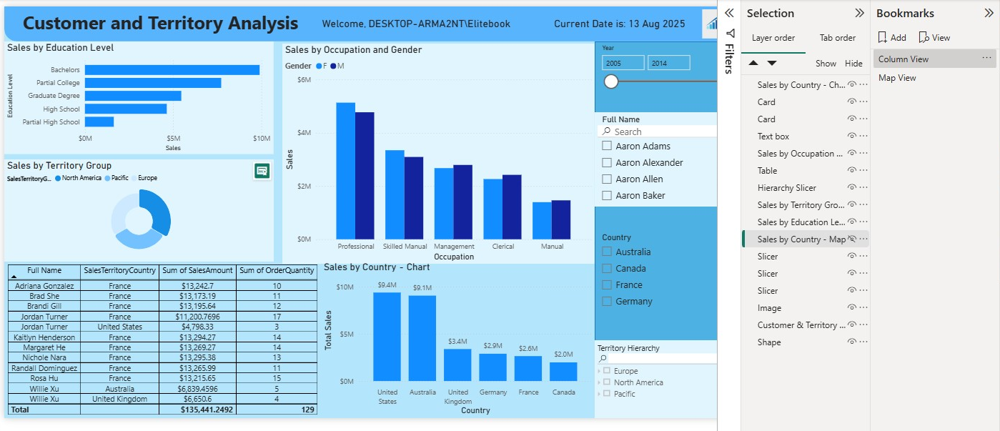 Customer and Territory Analysis
Welcome, DESKTOP-ARMA2NT\Elitebook
Current Date is: 13 Aug 2025
Sales by Education Level
Education Level
Bachelors
Partial College
Graduate Degree
High School
Partial High School
$0M $5M $10M
Sales
Sales by Territory Group
SalesTerritoryG... North America Pacific Europe
Sales by Occupation and Gender
Gender F M
Sales
$6M
$4M
$2M
$0M
Professional Skilled Manual Management Clerical Manual
Occupation
Full Name SalesTerritoryCountry Sum of SalesAmount Sum of OrderQuantity
Adriana Gonzalez France $13,242.7 10
Brad She France $13,173.19 11
Brandi Gill France $13,195.64 12
Jordan Turner France $11,200.7696 17
Jordan Turner United States $4,798.33 3
Kaitlyn Henderson France $13,294.27 14
Margaret He France $13,269.27 14
Nichole Nara France $13,295.38 13
Randall Dominguez France $13,265.99 11
Rosa Hu France $13,215.65 15
Willie Xu Australia $6,839.4596 5
Willie Xu United Kingdom $6,650.6 4
Total $135,441.2492 129
Sales by Country - Chart
Total Sales
$10M
$5M
$0M
$9.4M $9.1M $3.4M $2.9M $2.6M $2.0M
United States Australia United Kingdom Germany France Canada
Country
Year
2005 2014
Full Name
Search
Aaron Adams
Aaron Alexander
Aaron Allen
Aaron Baker
Country
Australia
Canada
France
Germany
Territory Hierarchy
Europe
North America
Pacific
Filters
Selection
Layer order Tab order
Show Hide
Sales by Country - Ch...
Card
Card
Text box
Sales by Occupation ...
Table
Hierarchy Slicer
Sales by Territory Gro...
Sales by Education Le...
Sales by Country - Map
Slicer
Slicer
Slicer
Image
Customer & Territory ...
Shape
Bookmarks
Add View
Column View
Map View